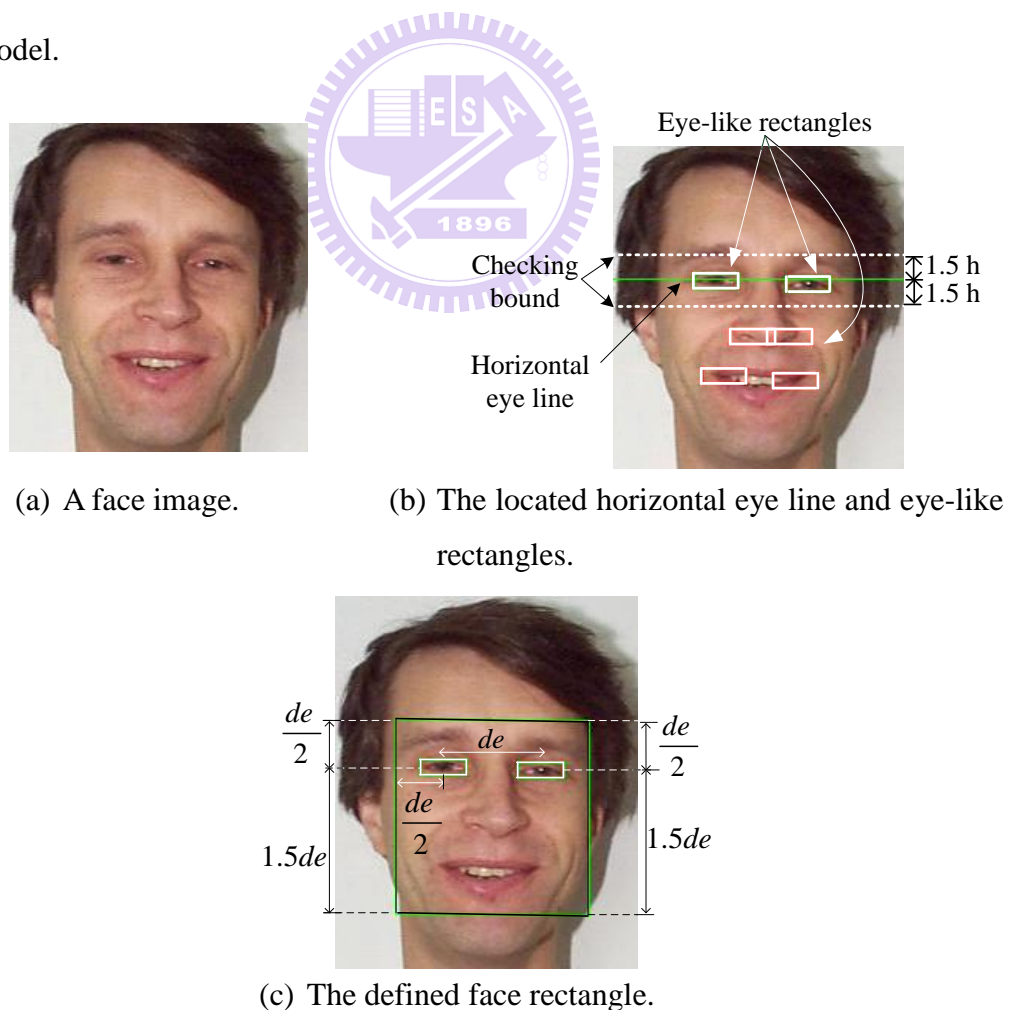 odel.
E S A
1896
Eye-like rectangles
Checking
bound
1.5 h
1.5 h
Horizontal
eye line
(a) A face image.
(b) The located horizontal eye line and eye-like
rectangles.
de
2
de
de
2
de
2
1.5de
1.5de
(c) The defined face rectangle.